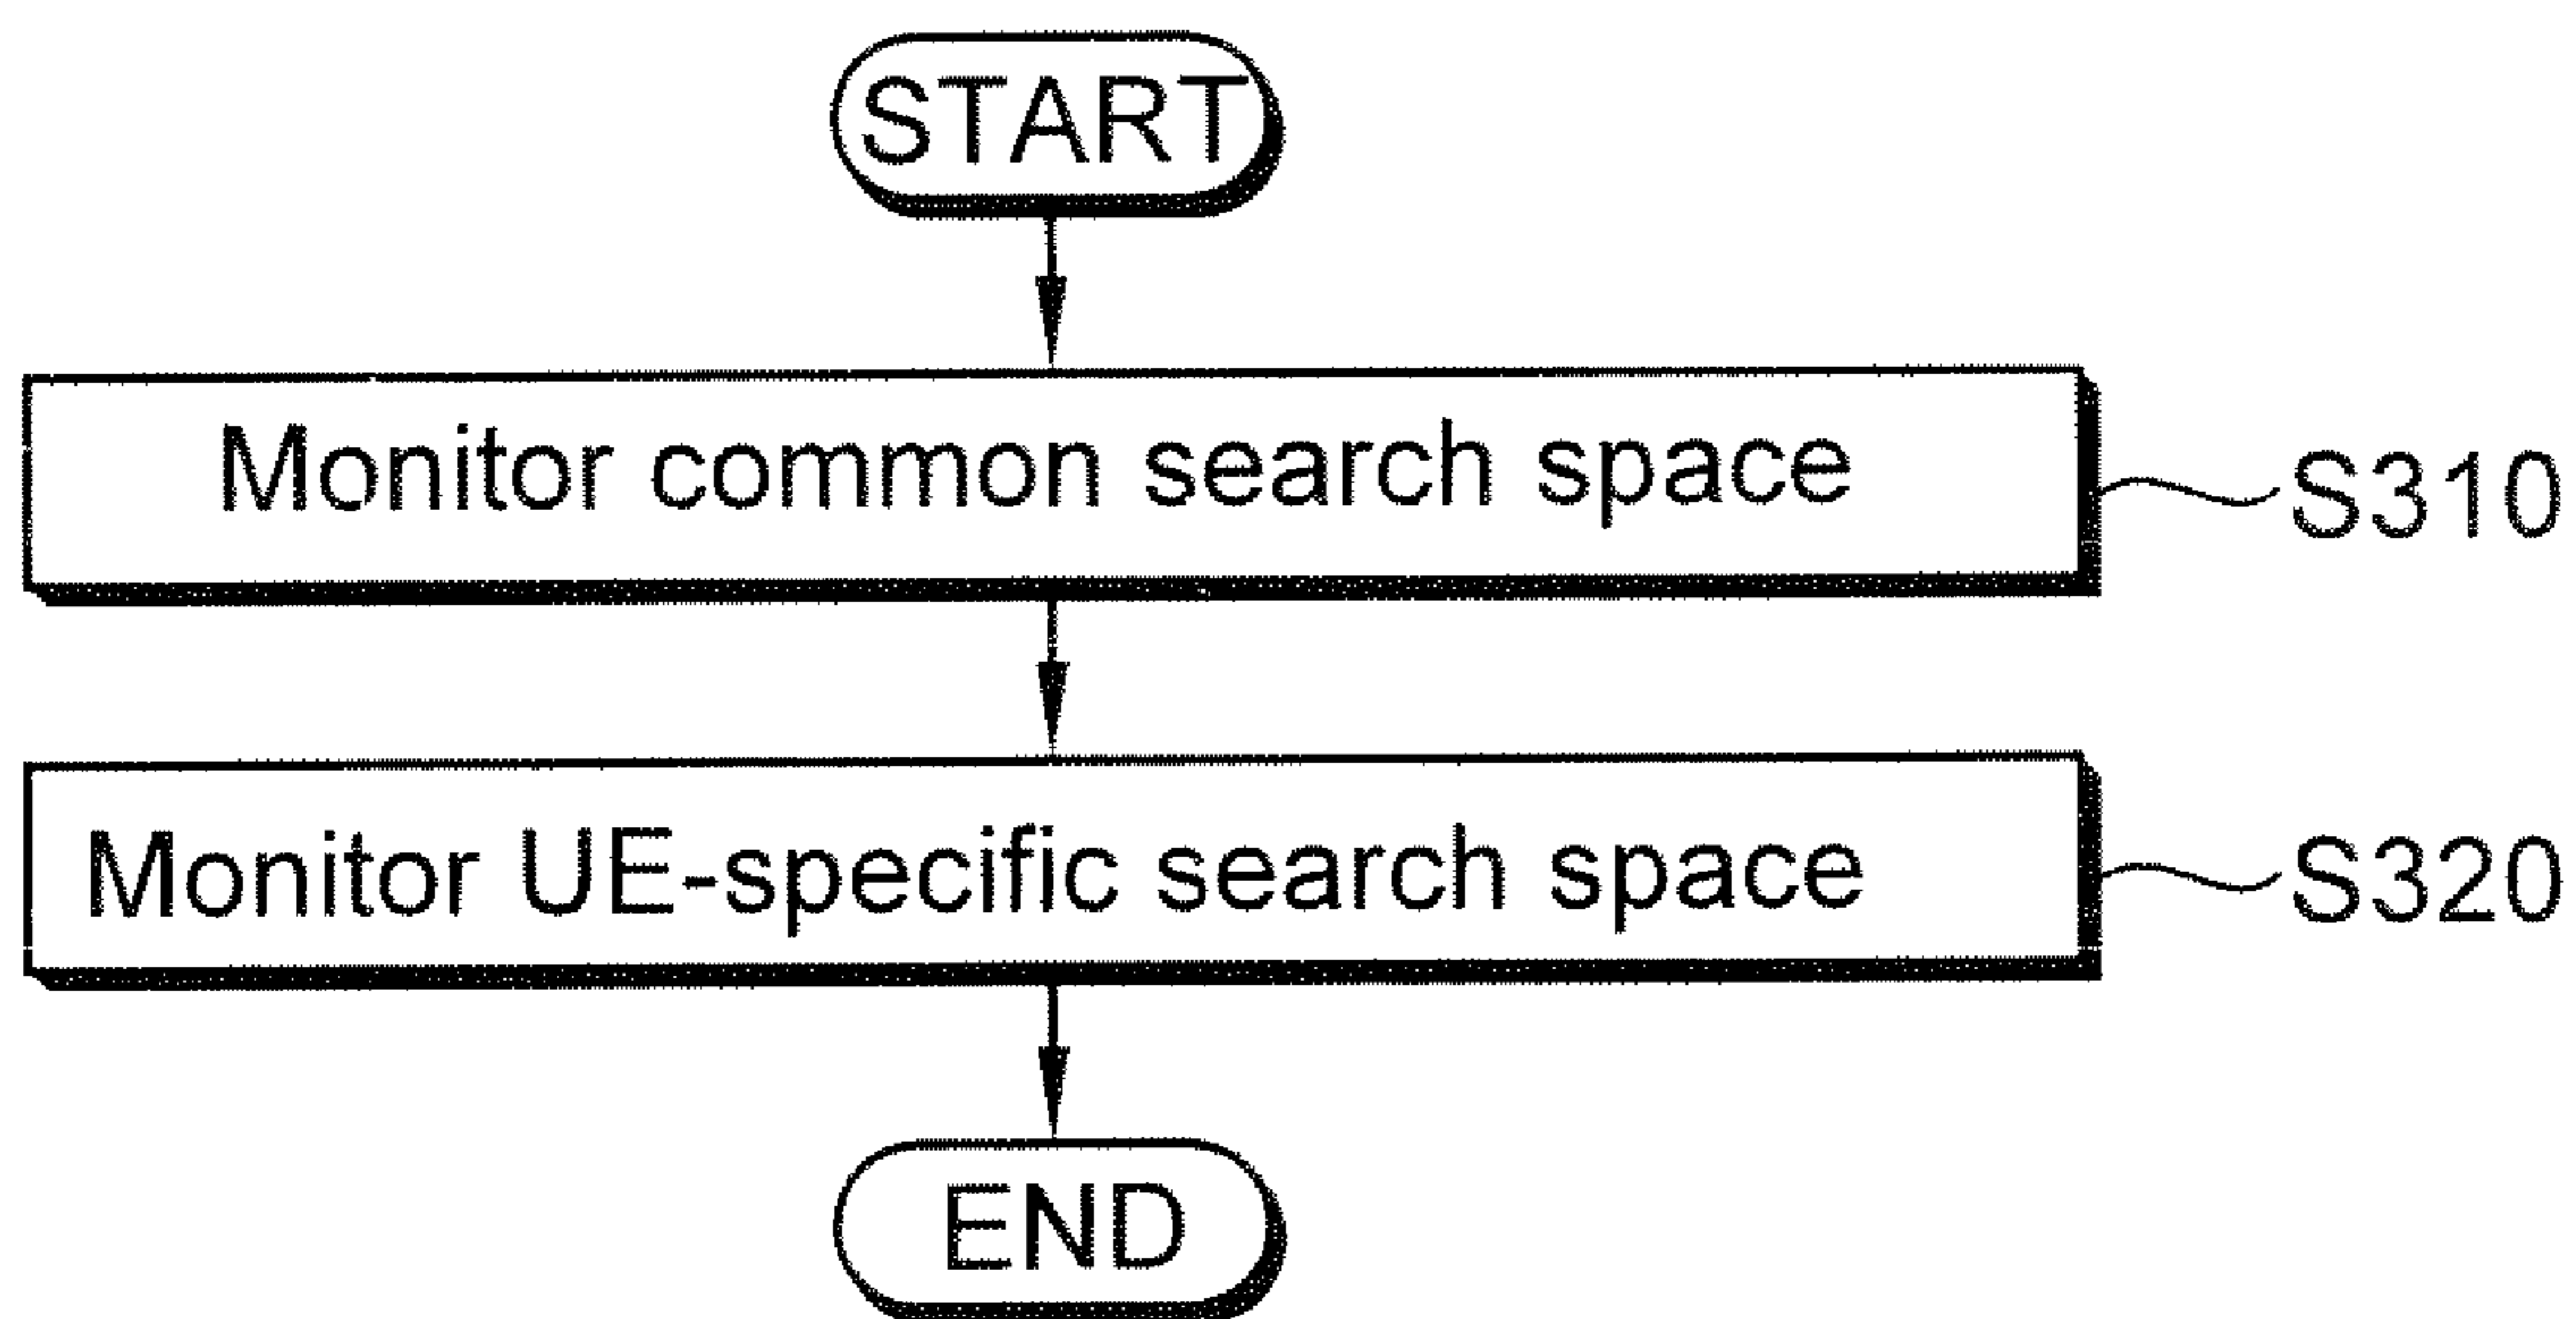 START
Monitor common search space
S310
Monitor UE-specific search space
S320
END